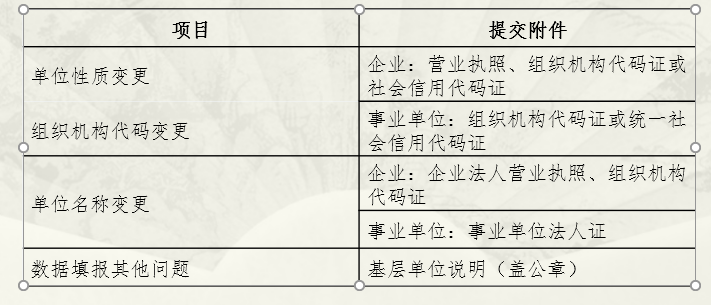 项目
提交附件
单位性质变更
组织机构代码变更
企业：营业执照、组织机构代码证或
社会信用代码证
事业单位：组织机构代码证或统一社
会信用代码证
单位名称变更
企业：企业法人营业执照、组织机构
代码证
事业单位：事业单位法人证
数据填报其他问题
基层单位说明（盖公章）